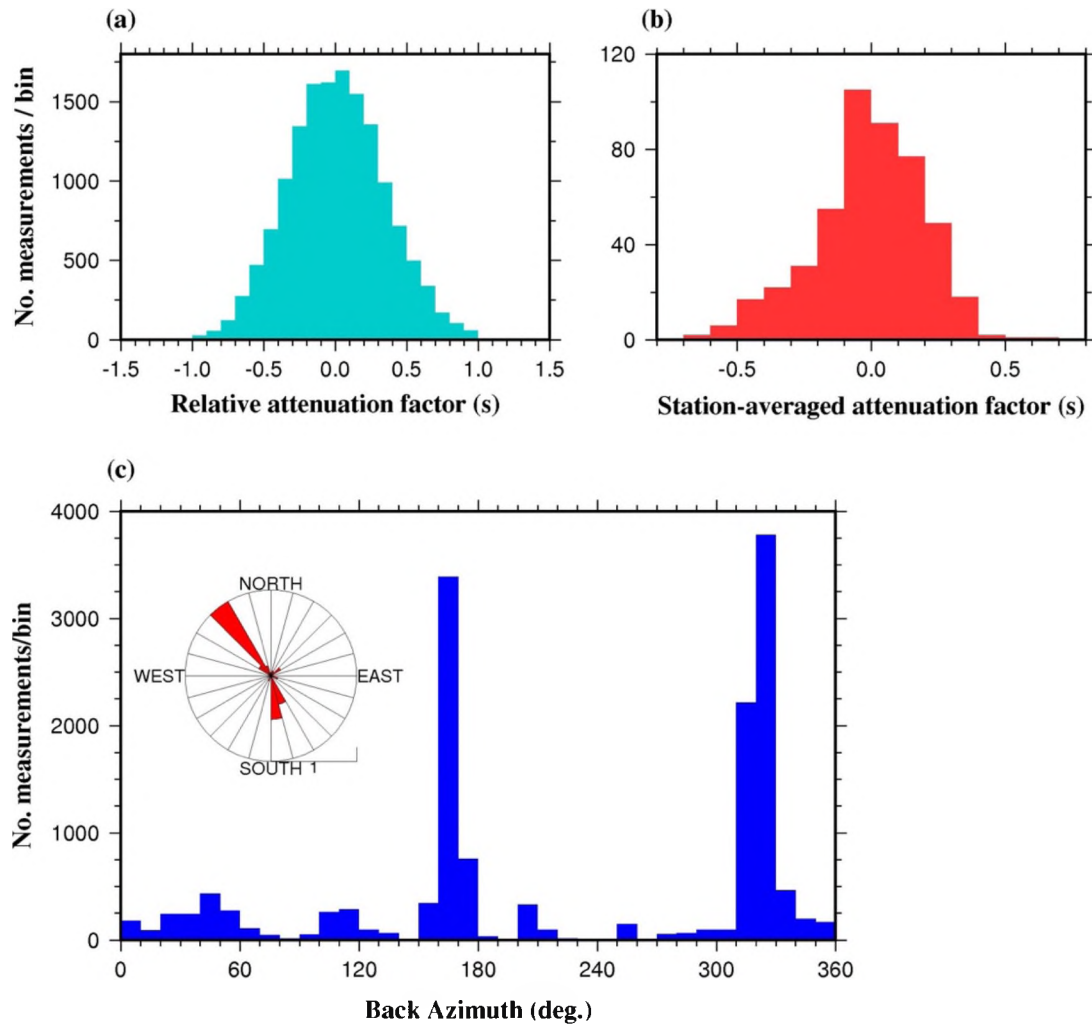 (a)
No. measurements / bin
1500
1000
500
0
-1.5 -1.0 -0.5 0.0 0.5 1.0 1.5
Relative attenuation factor (s)
(b)
120
80
40
0
-0.5 0.0 0.5
Station-averaged attenuation factor (s)
(c)
No. measurements/bin
4000
3000
2000
1000
0
NORTH
WEST EAST
SOUTH 1
0 60 120 180 240 300 360
Back Azimuth (deg.)